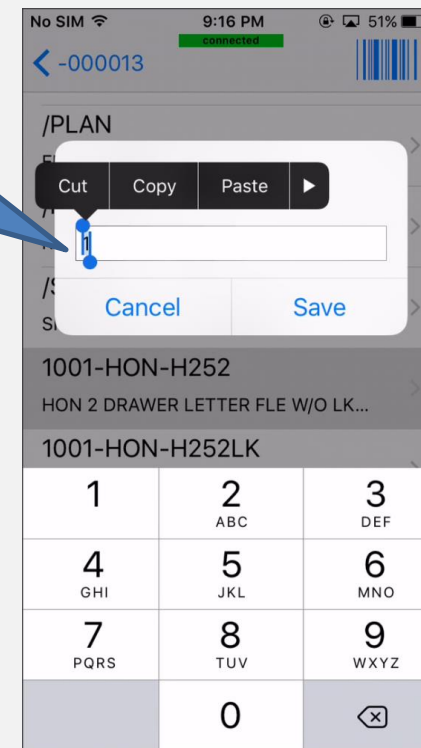 No SIM 9:16 PM 51%
connected
-000013
/PLAN
Cut Copy Paste
1
Cancel Save
1001-HON-H252
HON 2 DRAWER LETTER FLE W/O LK...
1001-HON-H252LK
1 2 3
ABC DEF
4 5 6
GHI JKL MNO
7 8 9
PQRS TUV WXYZ
0